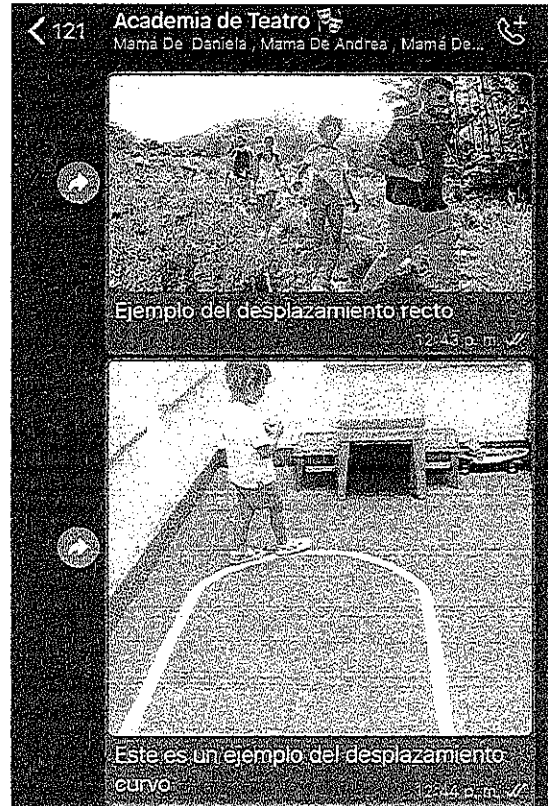 121
Academia de Teatro 🎭
Mamá De Daniela, Mama De Andrea, Mamá De...
Ejemplo del desplazamiento recto
12:43 p. m.
Este es un ejemplo del desplazamiento
curvo
12:44 p. m.